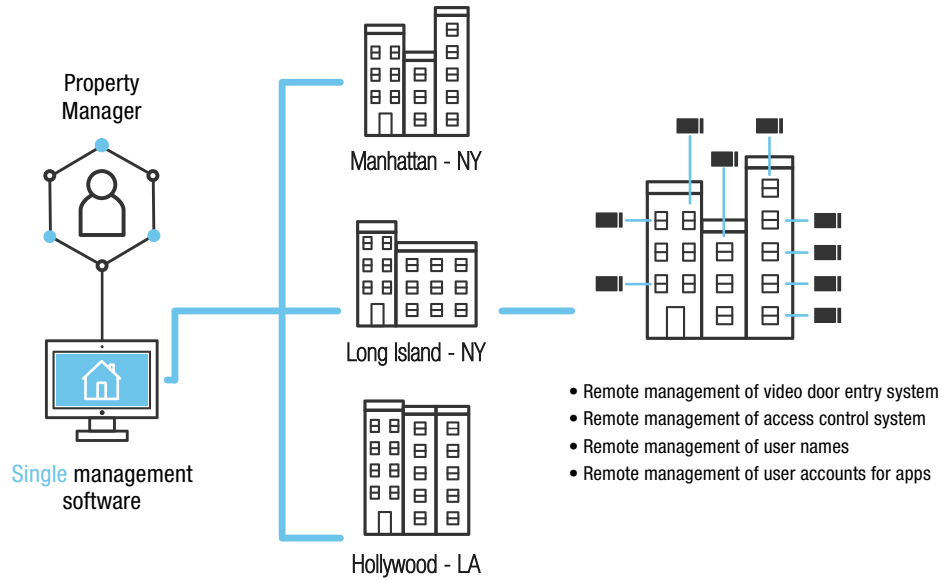 Property
Manager
Single management
software
Manhattan - NY
Long Island - NY
Hollywood - LA
• Remote management of video door entry system
• Remote management of access control system
• Remote management of user names
• Remote management of user accounts for apps